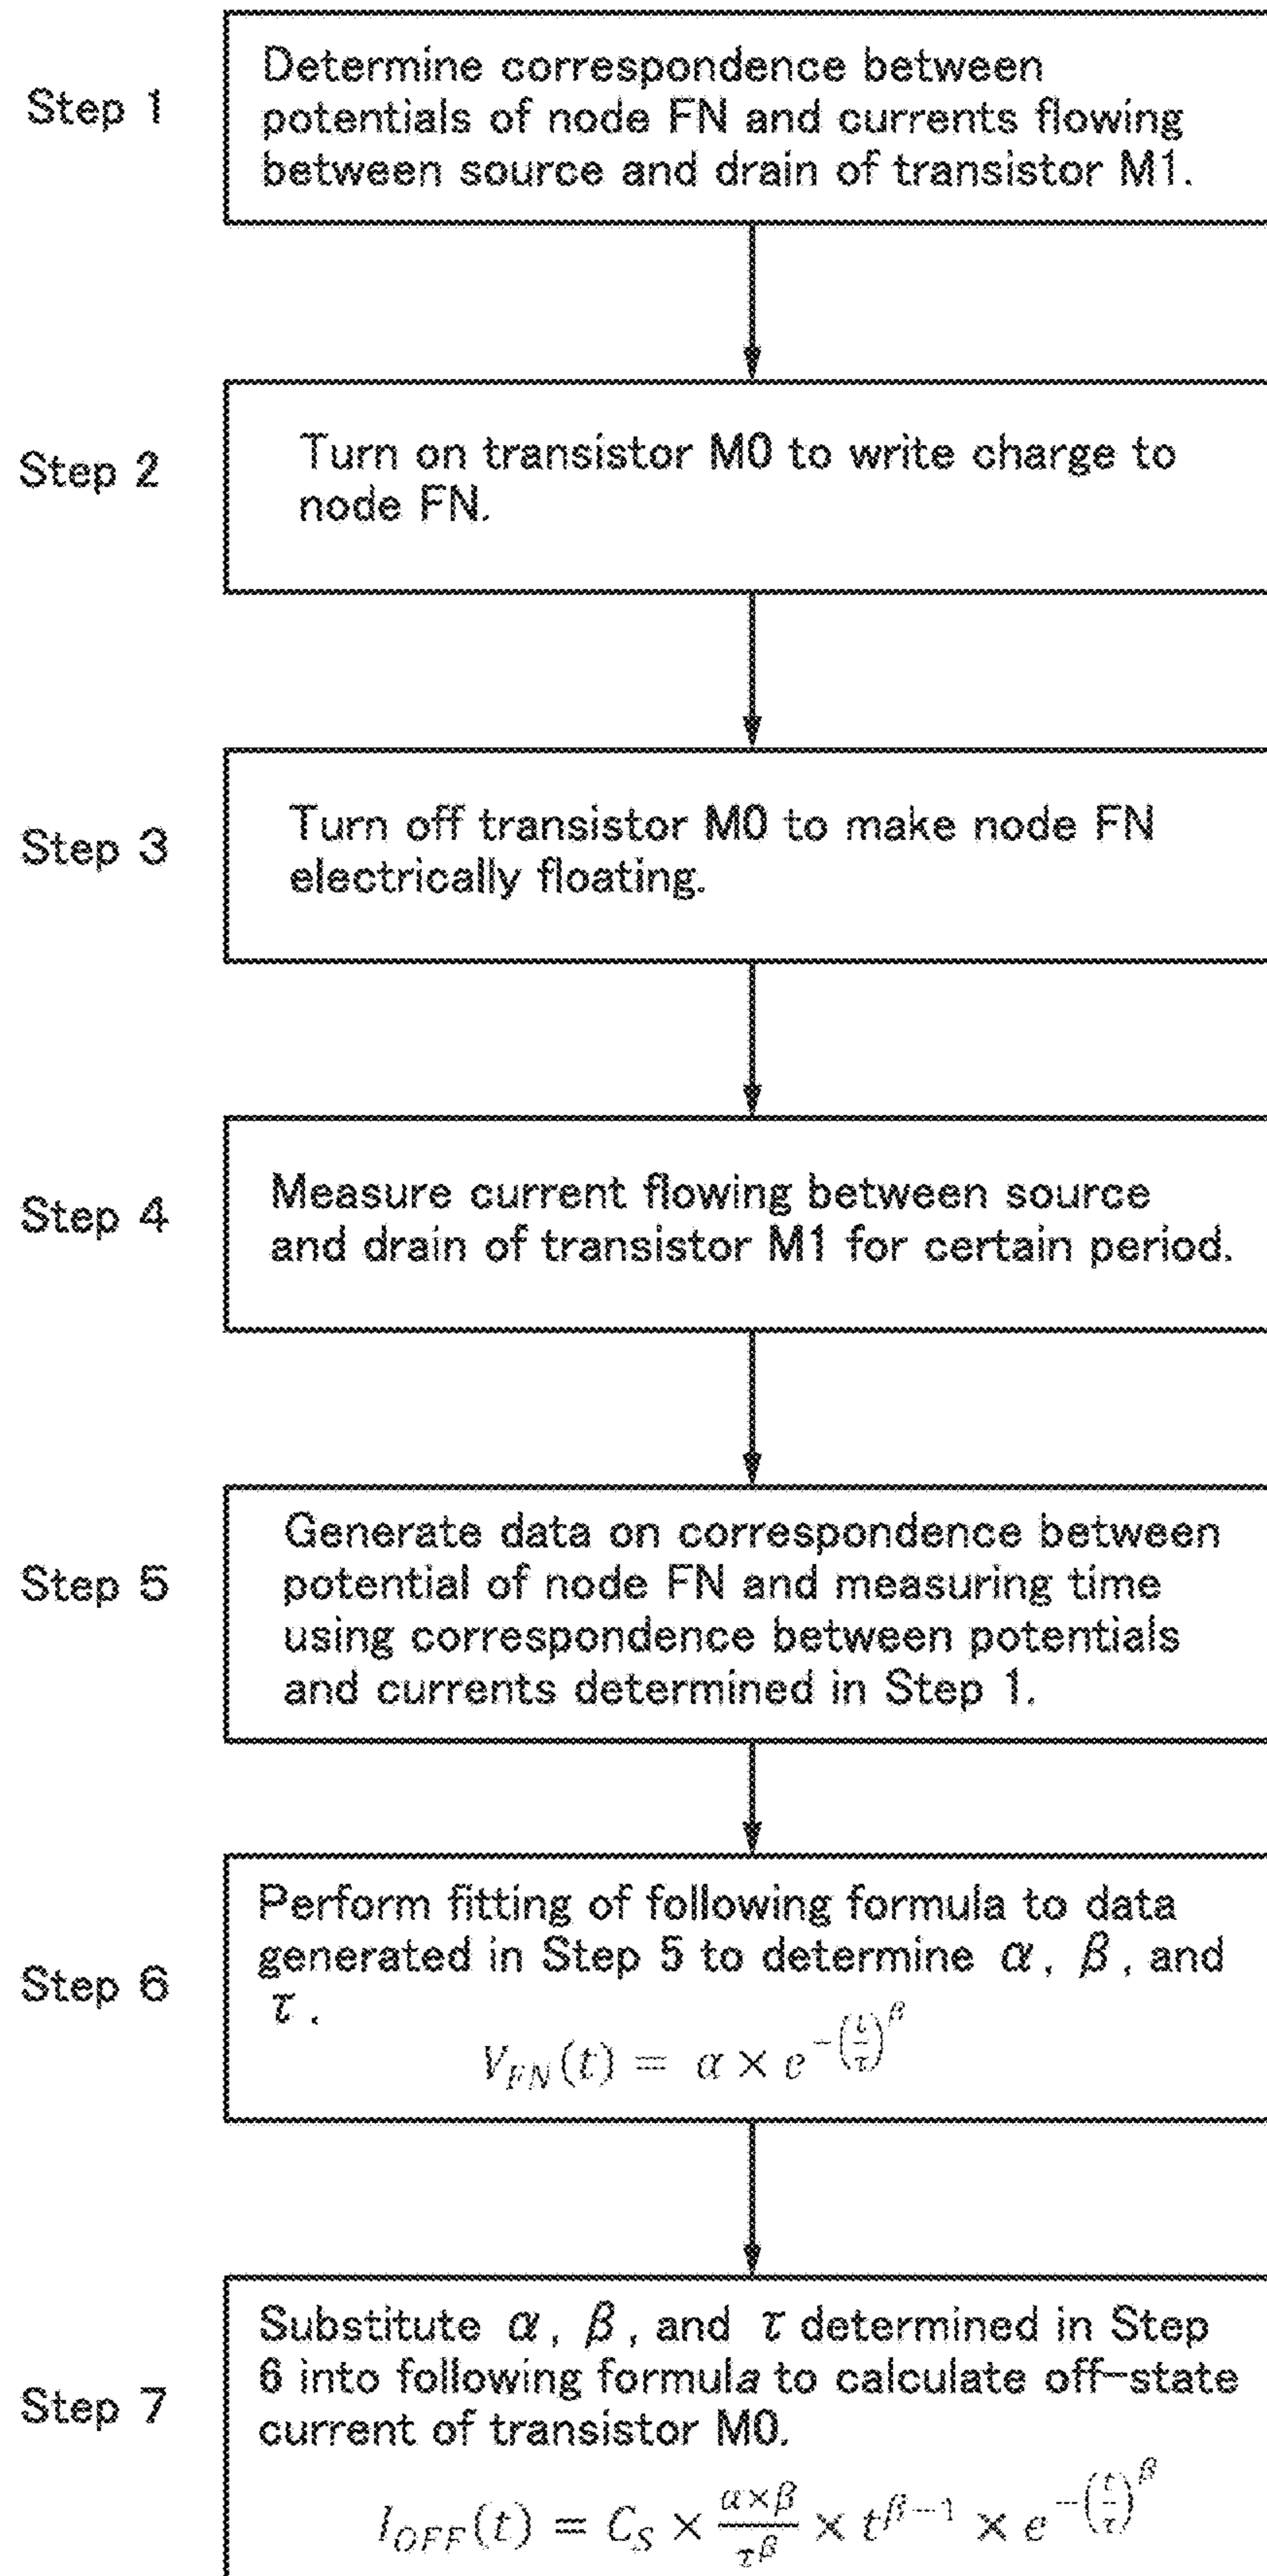 Step 1
Determine correspondence between
potentials of node FN and currents flowing
between source and drain of transistor M1.
Step 2
Turn on transistor M0 to write charge to
node FN.
Step 3
Turn off transistor M0 to make node FN
electrically floating.
Step 4
Measure current flowing between source
and drain of transistor M1 for certain period.
Step 5
Generate data on correspondence between
potential of node FN and measuring time
using correspondence between potentials
and currents determined in Step 1.
Step 6
Perform fitting of following formula to data
generated in Step 5 to determine α, β, and
τ.
V_{FN}(t) = α × e^{-(t/τ)^β}
Step 7
Substitute α, β, and τ determined in Step
6 into following formula to calculate off-state
current of transistor M0.
I_{OFF}(t) = C_S × \frac{α×β}{τ^β} × t^{β-1} × e^{-(t/τ)^β}